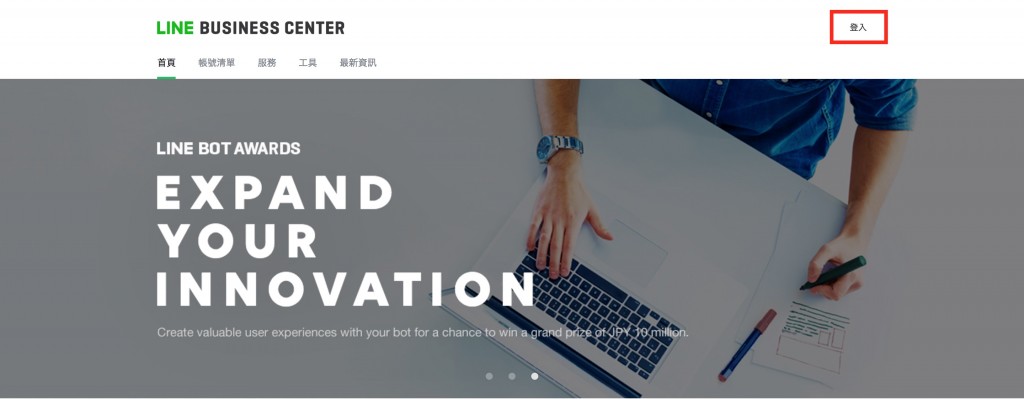 LINE BUSINESS CENTER
登入
首頁 帳號清單 服務 工具 最新資訊
LINE BOT AWARDS
EXPAND
YOUR
INNOVATION
Create valuable user experiences with your bot for a chance to win a grand prize of JPY 10 million.